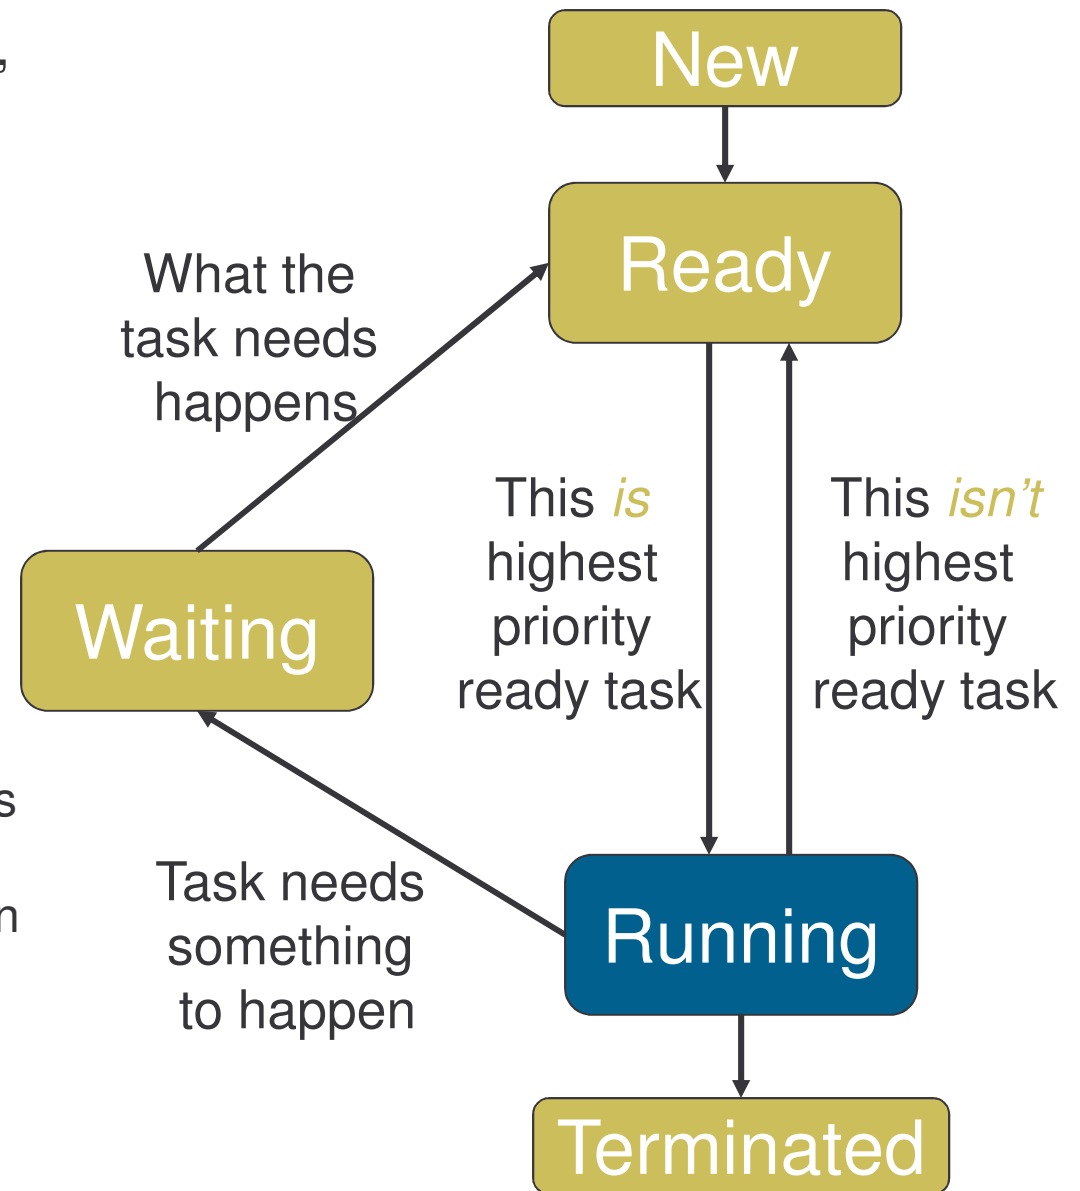 ,
New
Ready
What the
task needs
happens
This is
highest
priority
ready task
This isn’t
highest
priority
ready task
Waiting
s
n
Task needs
something
to happen
Running
Terminated